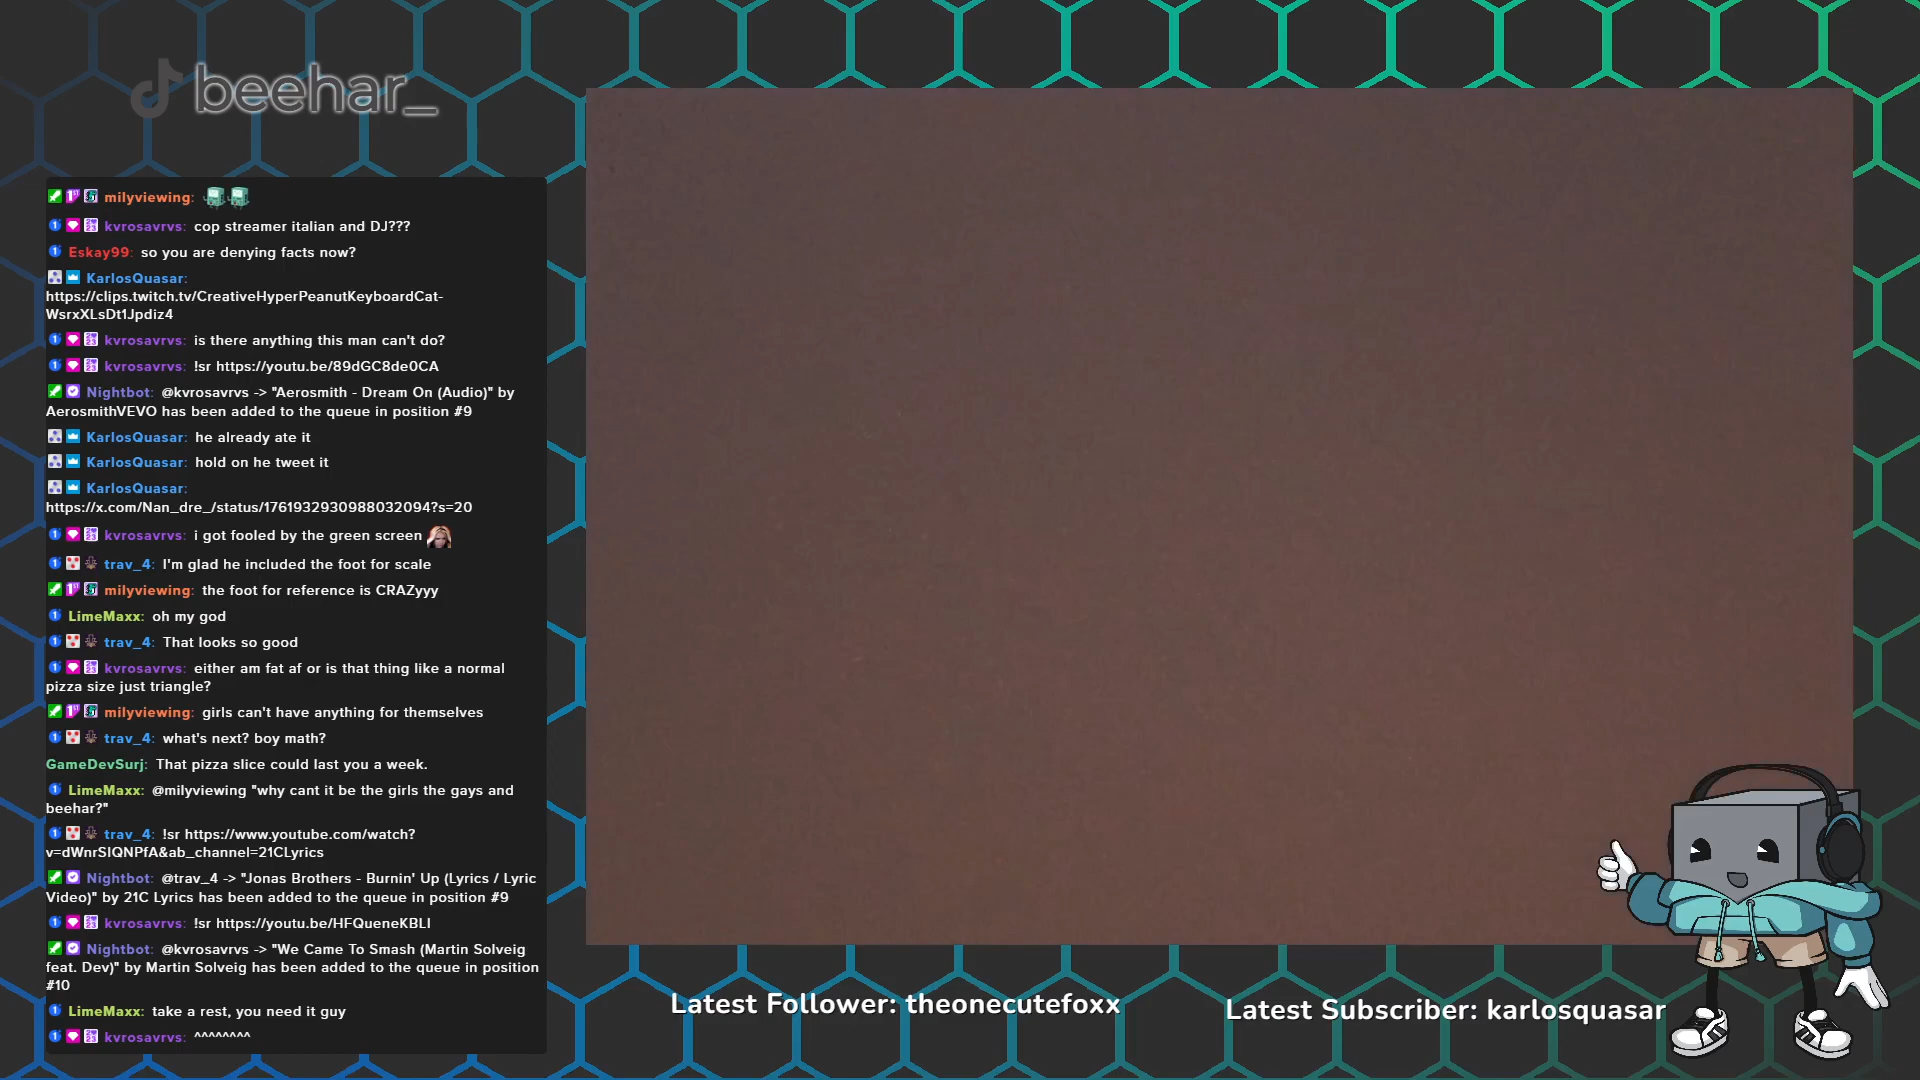 beehar_
milyviewing:
kvrosavrvs: cop streamer italian and DJ???
Eskay99: so you are denying facts now?
KarlosQuasar:
https://clips.twitch.tv/CreativeHyperPeanutKeyboardCat-
WsrxXLsDt1Jpdiz4
kvrosavrvs: is there anything this man can't do?
kvrosavrvs: !sr https://youtu.be/89dGC8de0CA
Nightbot: @kvrosavrvs -> "Aerosmith - Dream On (Audio)" by
AerosmithVEVO has been added to the queue in position #9
KarlosQuasar: he already ate it
KarlosQuasar: hold on he tweet it
KarlosQuasar:
https://x.com/Nan_dre_/status/1761932930988032094?s=20
kvrosavrvs: i got fooled by the green screen
trav_4: I'm glad he included the foot for scale
milyviewing: the foot for reference is CRAZyyy
LimeMaxx: oh my god
trav_4: That looks so good
kvrosavrvs: either am fat af or is that thing like a normal
pizza size just triangle?
milyviewing: girls can't have anything for themselves
trav_4: what's next? boy math?
GameDevSurj: That pizza slice could last you a week.
LimeMaxx: @milyviewing "why cant it be the girls the gays and
beehar?"
trav_4: !sr https://www.youtube.com/watch?
v=dWnrSlQNPfA&ab_channel=21CLyrics
Nightbot: @trav_4 -> "Jonas Brothers - Burnin' Up (Lyrics / Lyric
Video)" by 21C Lyrics has been added to the queue in position #9
kvrosavrvs: !sr https://youtu.be/HFQueneKBLI
Nightbot: @kvrosavrvs -> "We Came To Smash (Martin Solveig
feat. Dev)" by Martin Solveig has been added to the queue in position
#10
LimeMaxx: take a rest, you need it guy
kvrosavrvs: ^^^^^^^^
Latest Follower: theonecutefoxx
Latest Subscriber: karlosquasar